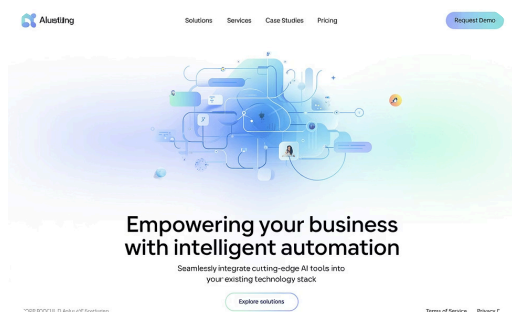 Solutions
Services
Case Studies
Pricing
Request Demo
Empowering your business
with intelligent automation
Seamlessly integrate cutting-edge AI tools into
your existing technology stack
Explore solutions
Terms of Service